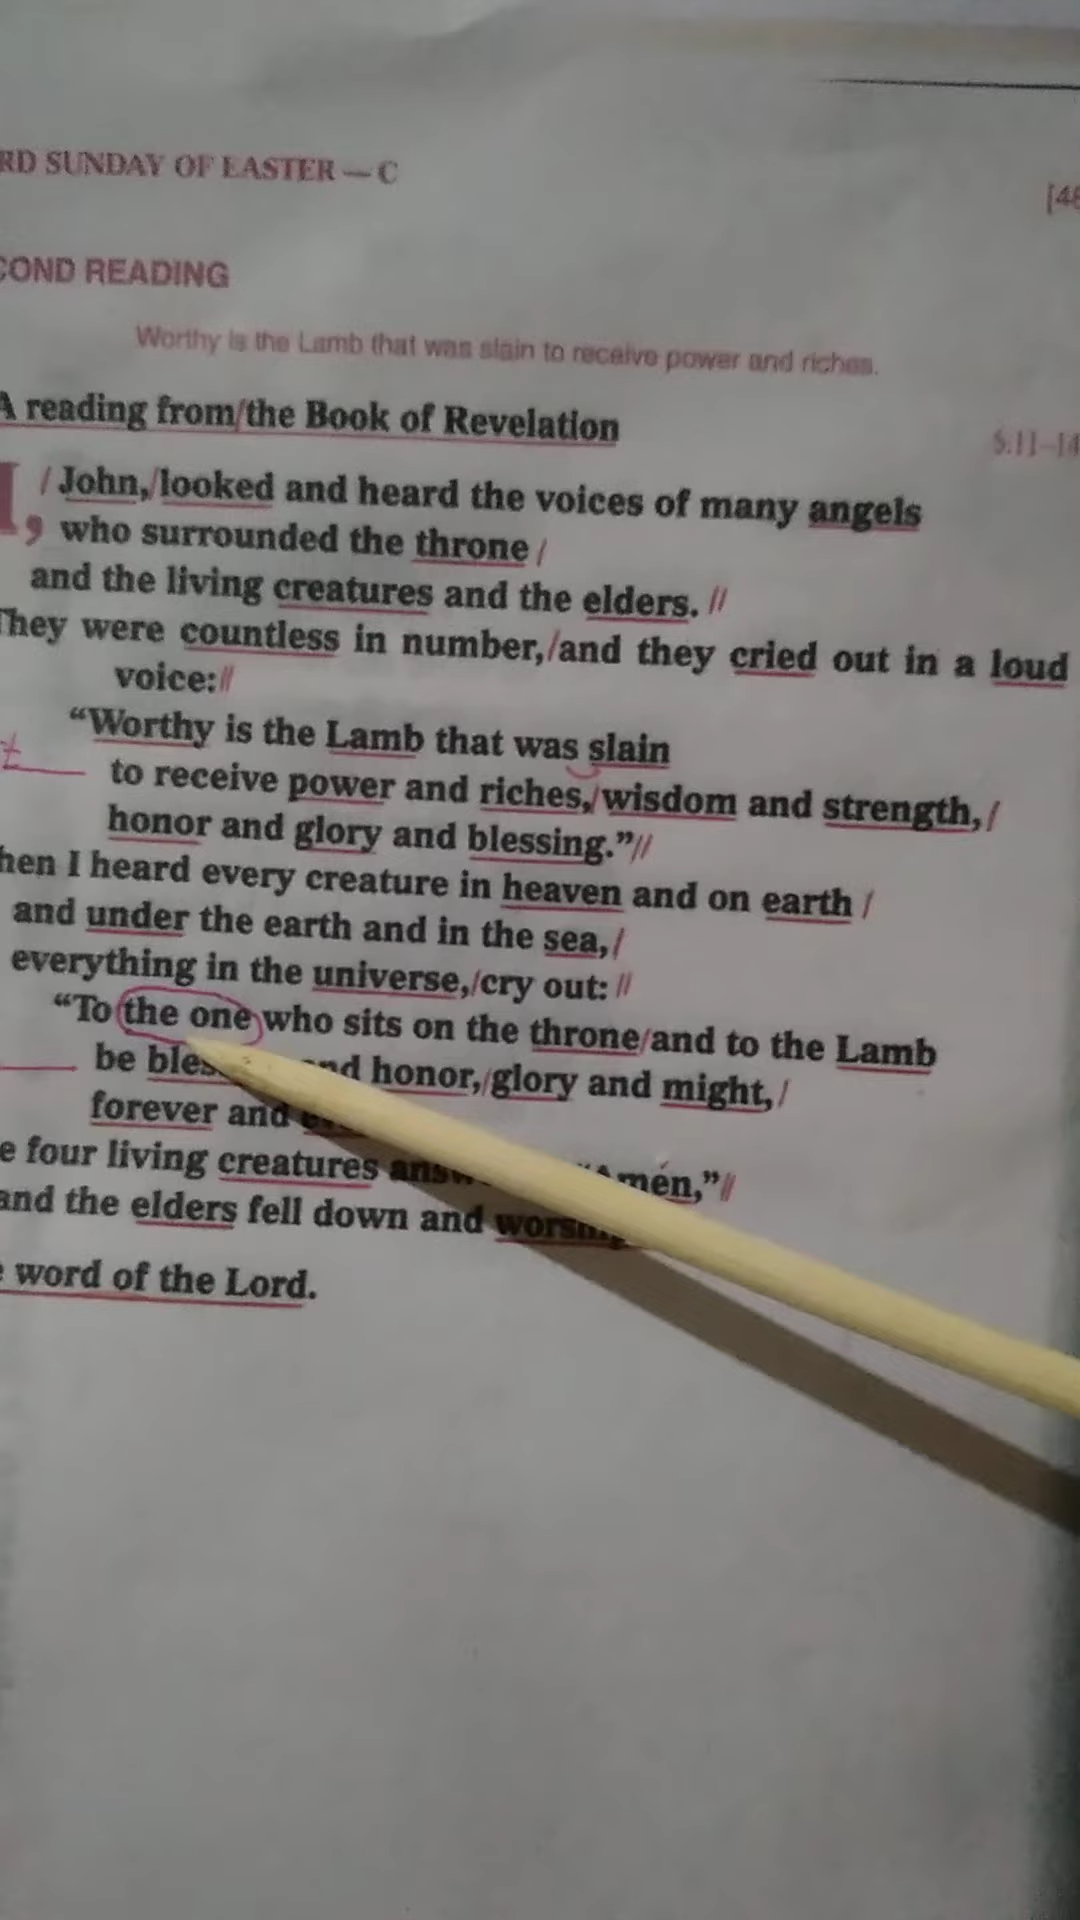 RD SUNDAY OF EASTER — C
[48
COND READING
Worthy is the Lamb that was slain to receive power and riches.
A reading from/the Book of Revelation
5:11-14
I, / John,/looked and heard the voices of many angels
who surrounded the throne /
and the living creatures and the elders. //
They were countless in number,/and they cried out in a loud
voice://
“Worthy is the Lamb that was slain
to receive power and riches,/wisdom and strength,/
honor and glory and blessing.”//
hen I heard every creature in heaven and on earth /
and under the earth and in the sea,/
everything in the universe,/cry out: //
“To the one who sits on the throne/and to the Lamb
be bles nd honor,/glory and might,/
forever and
e four living creatures answ “Amen,”//
and the elders fell down and worship
e word of the Lord.